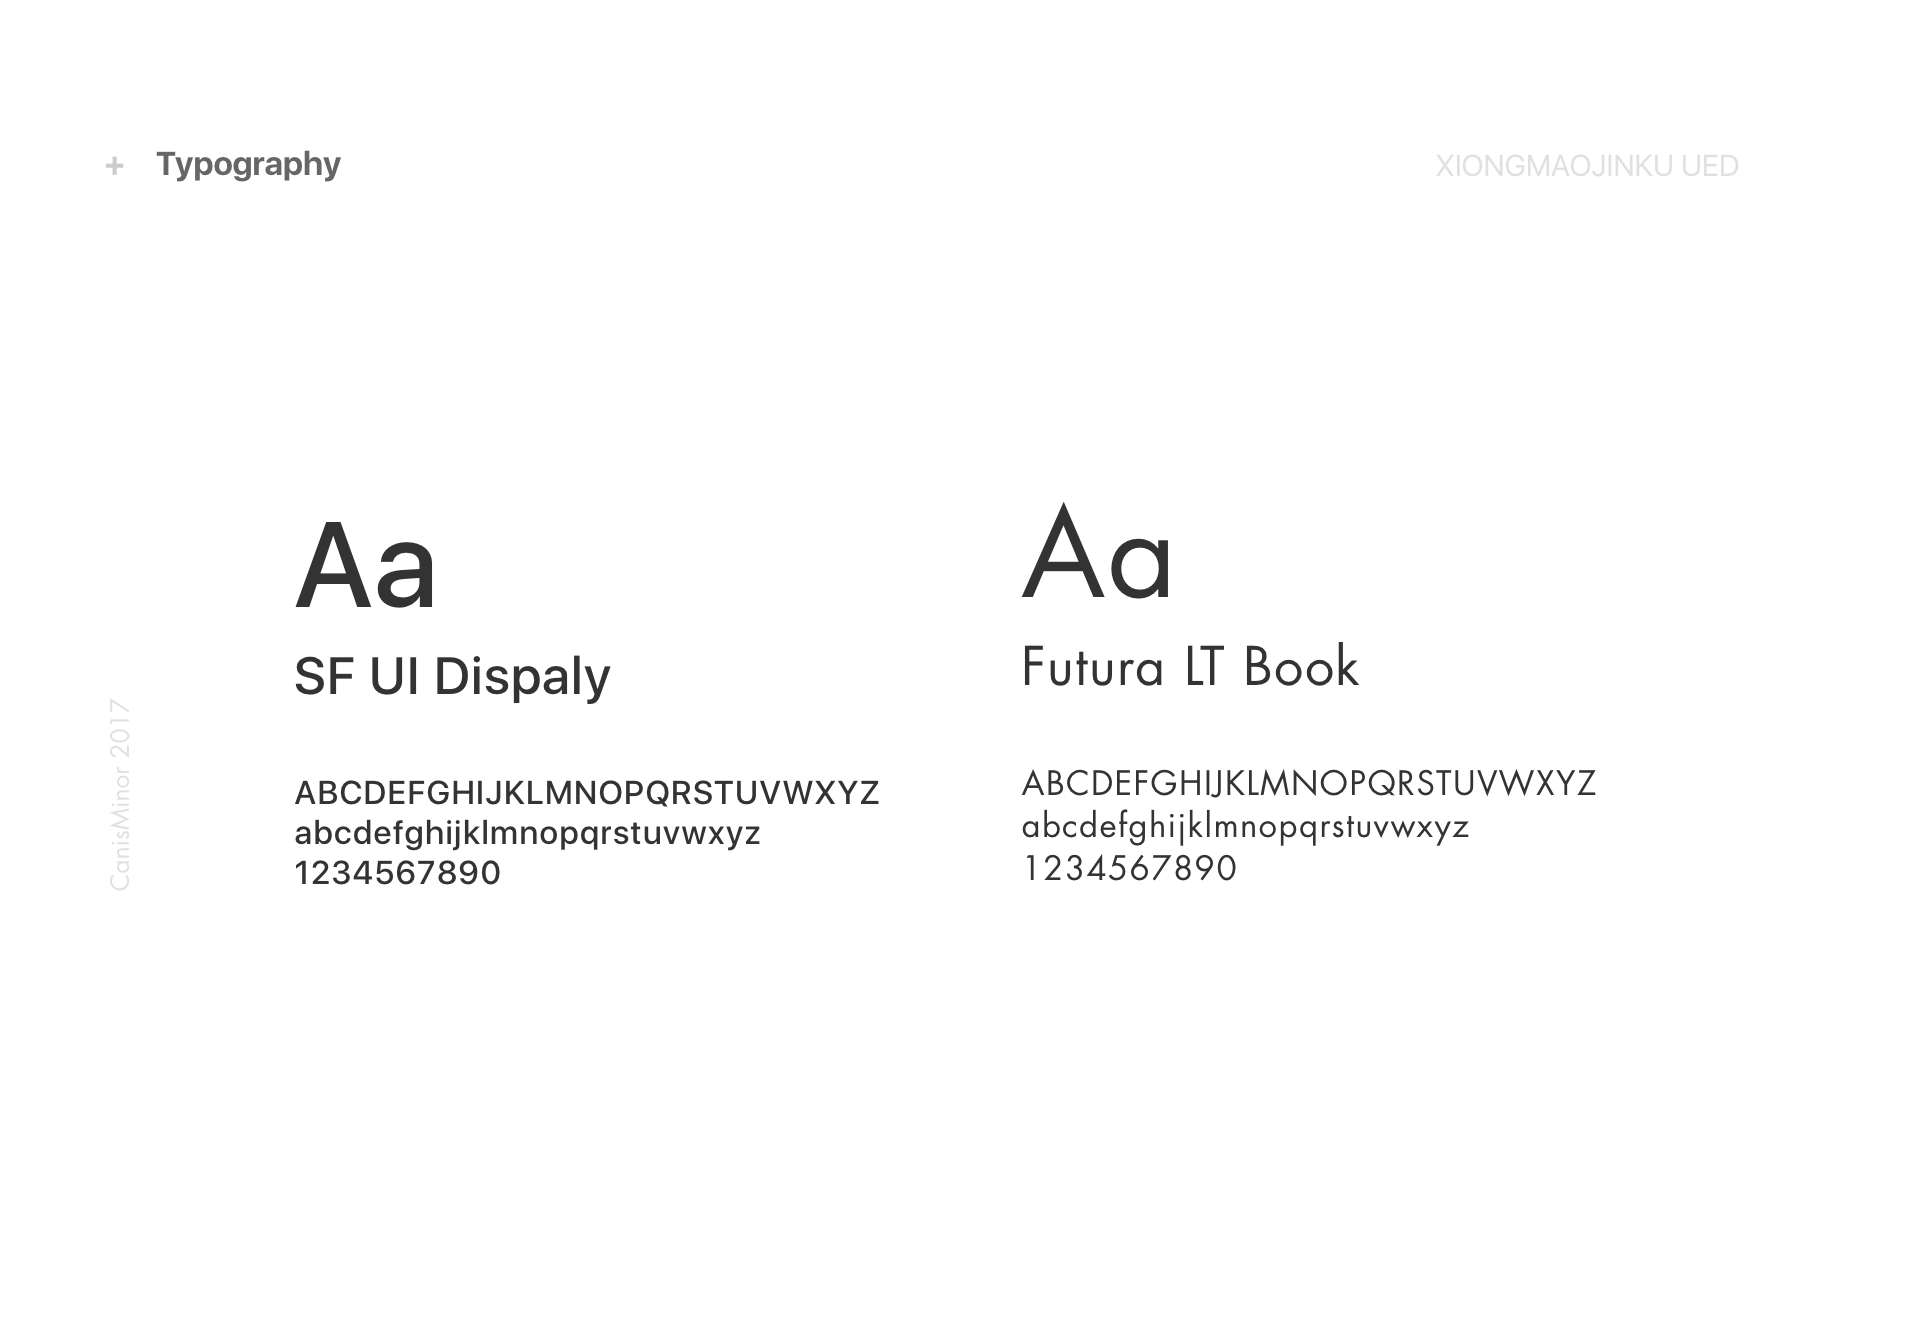 + Typography
XIONGMAOJINKU UED
Aa
SF UI Dispaly
ABCDEFGHIJKLMNOPQRSTUVWXYZ
abcdefghijklmnopqrstuvwxyz
1234567890
Aa
Futura LT Book
ABCDEFGHIJKLMNOPQRSTUVWXYZ
abcdefghijklmnopqrstuvwxyz
1234567890
CanisMinor 2017